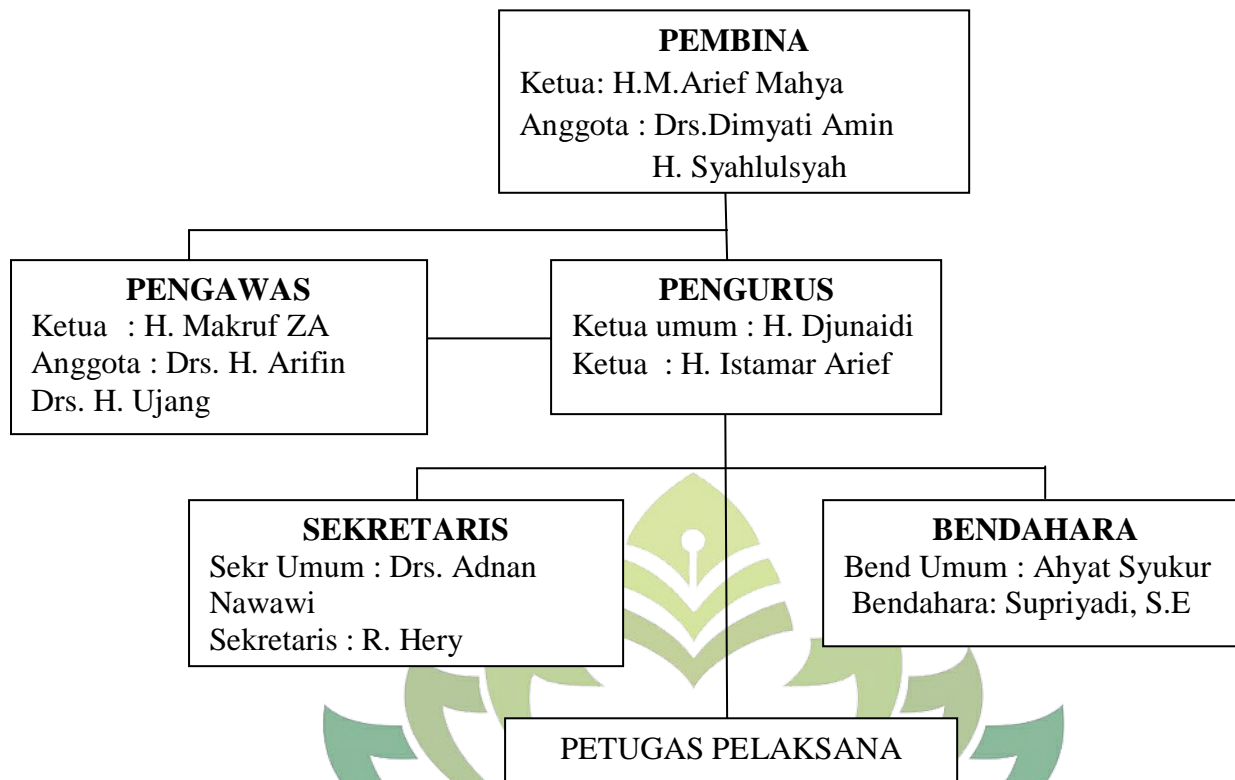 PEMBINA
Ketua: H.M.Arief Mahya
Anggota : Drs.Dimyati Amin
H. Syahlulsyah
PENGAWAS
Ketua : H. Makruf ZA
Anggota : Drs. H. Arifin
Drs. H. Ujang
PENGURUS
Ketua umum : H. Djunaidi
Ketua : H. Istamar Arief
SEKRETARIS
Sekr Umum : Drs. Adnan
Nawawi
Sekretaris : R. Hery
BENDAHARA
Bend Umum : Ahyat Syukur
Bendahara: Supriyadi, S.E
PETUGAS PELAKSANA